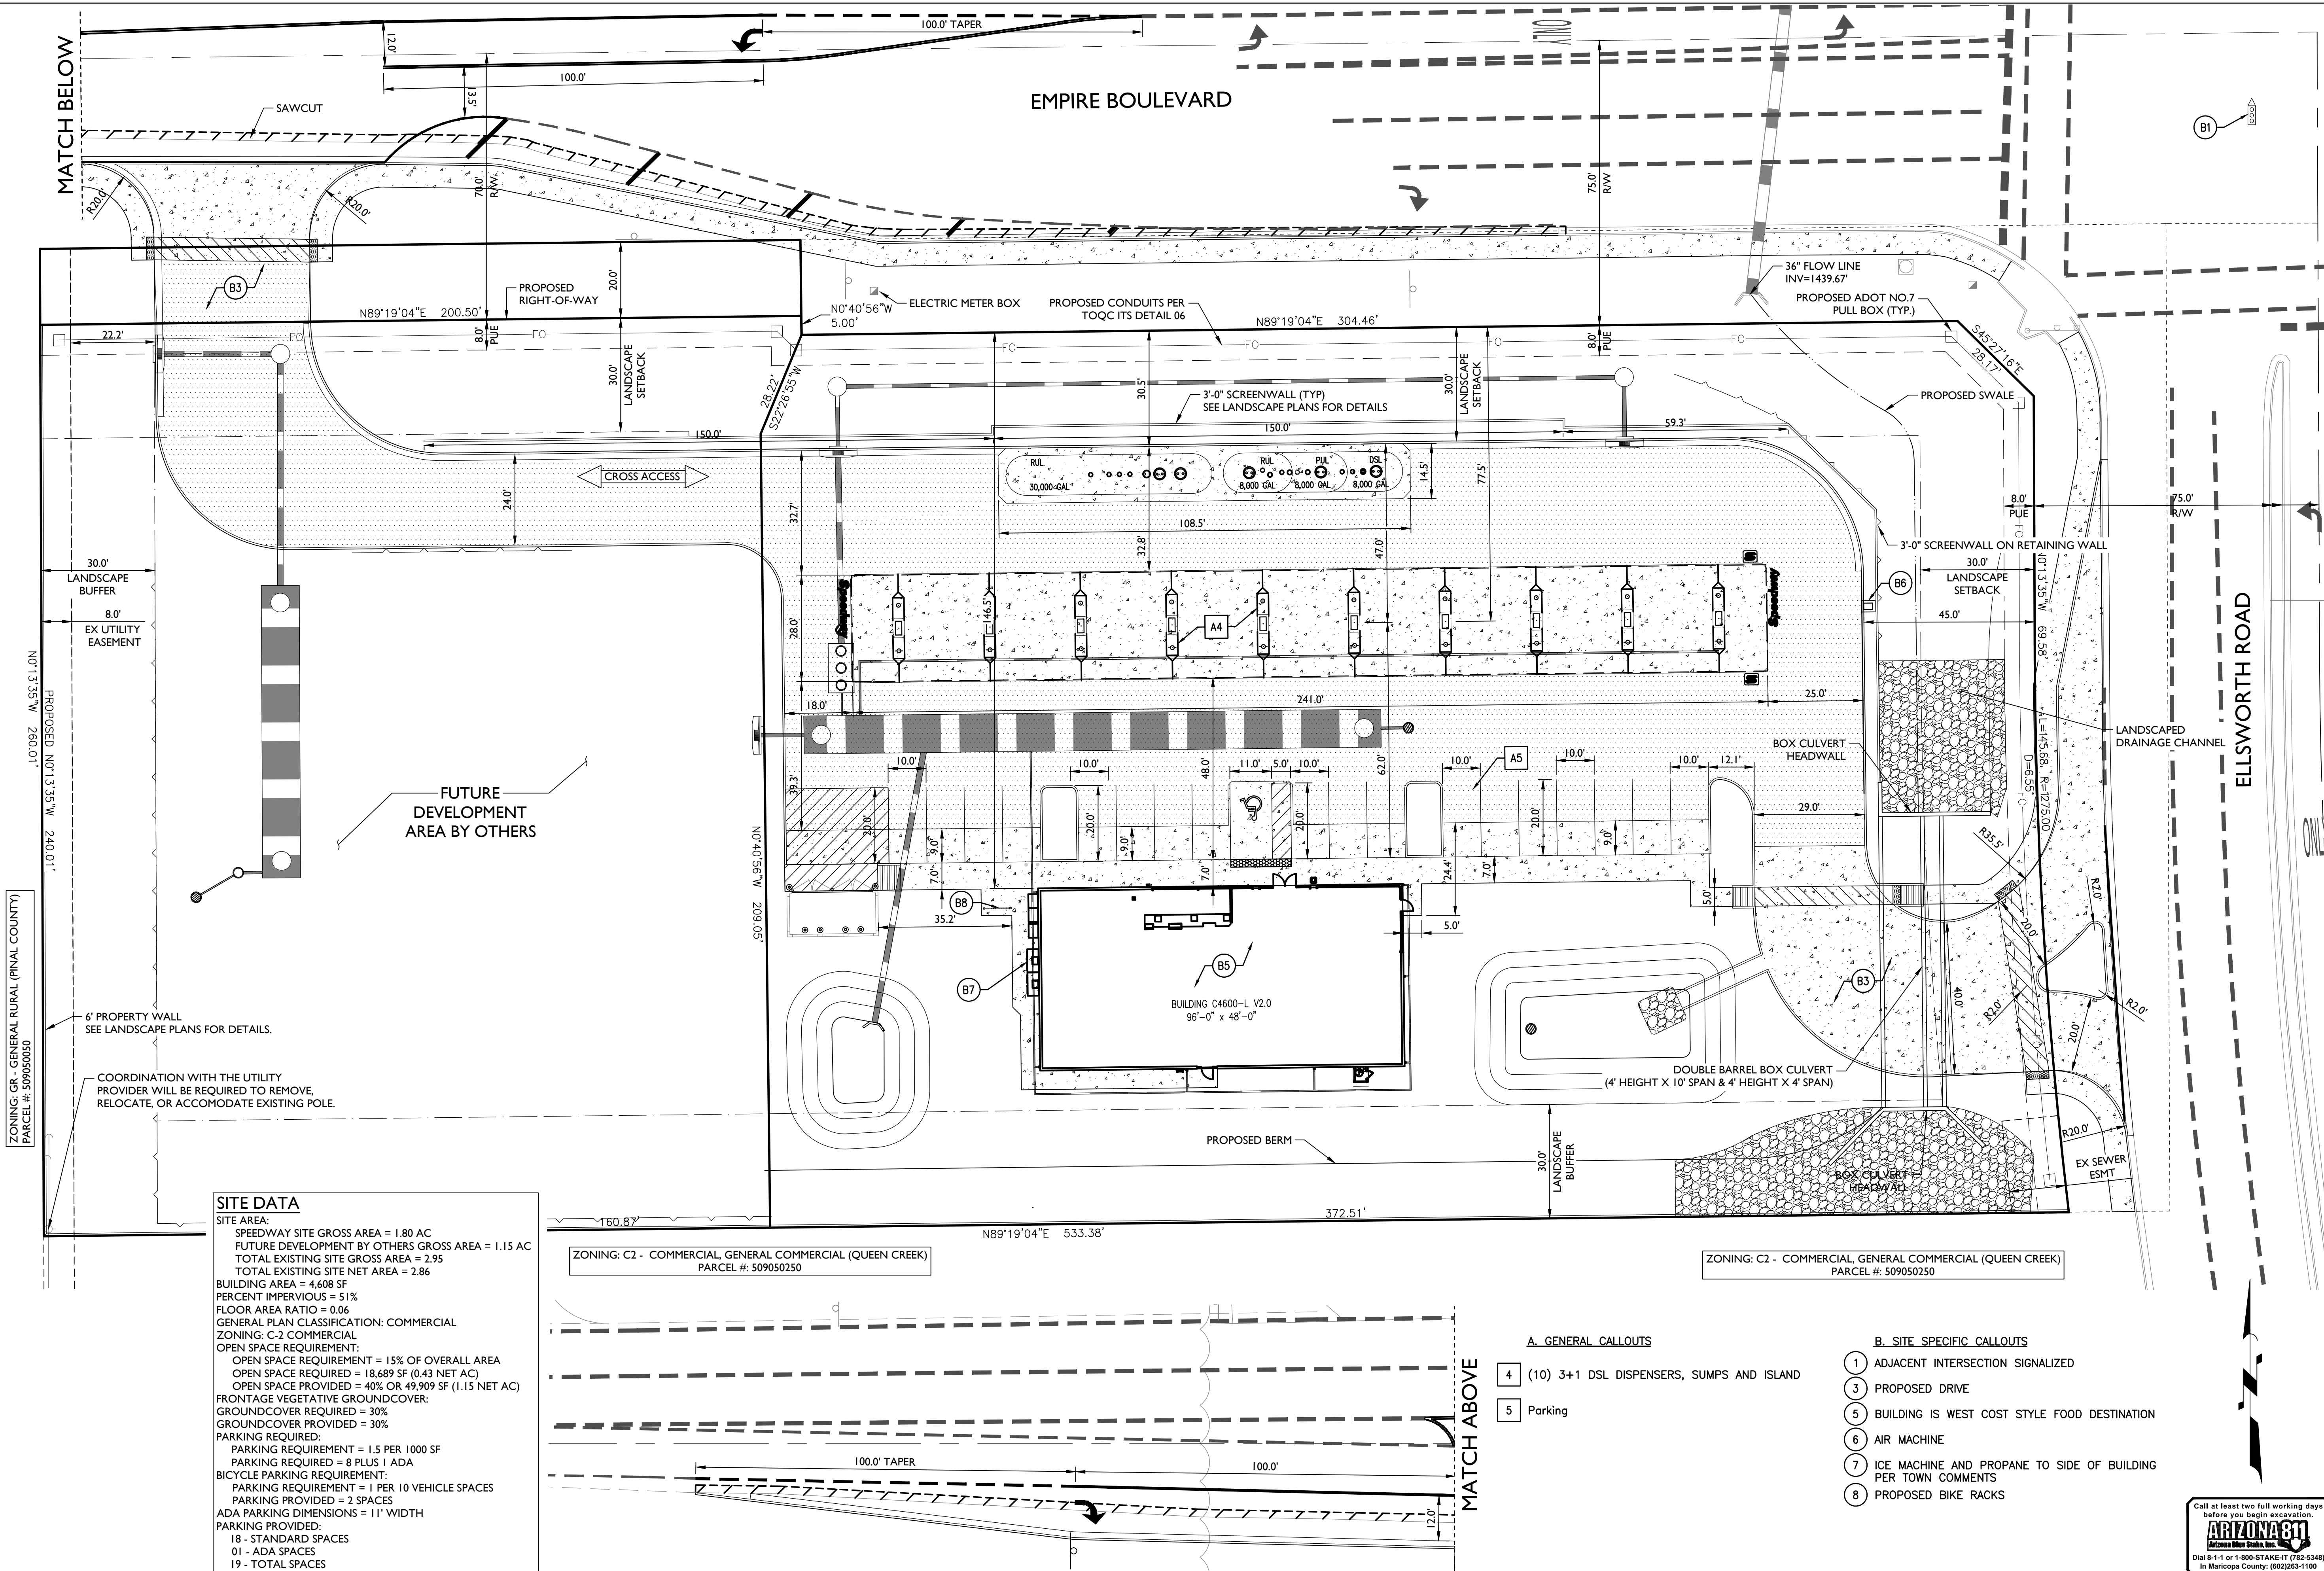 MATCH BELOW
12.0'
100.0' TAPER
100.0'
13.5'
SAWCUT
EMPIRE BOULEVARD
ONLY
B1
70.0'
R/W
75.0'
R/W
R20.0'
R20.0'
B3
20.0'
PROPOSED
RIGHT-OF-WAY
ELECTRIC METER BOX
N0°40'56"W
5.00'
PROPOSED CONDUITS PER
TOQC ITS DETAIL 06
36" FLOW LINE
INV=1439.67'
PROPOSED ADOT NO.7
PULL BOX (TYP.)
N89°19'04"E 200.50'
N89°19'04"E 304.46'
S45°27'16"E
28.17'
22.2'
8.0'
PUE
FO
FO
FO
FO
FO
FO
8.0'
PUE
30.0'
LANDSCAPE
SETBACK
28.22'
S22°26'55"W
30.5'
3'-0" SCREENWALL (TYP)
SEE LANDSCAPE PLANS FOR DETAILS
30.0'
LANDSCAPE
SETBACK
PROPOSED SWALE
150.0'
150.0'
59.3'
CROSS ACCESS
24.0'
32.7'
RUL
30,000 GAL
RUL
PUL
DSL
8,000 GAL
8,000 GAL
8,000 GAL
14.5'
77.5'
108.5'
32.8'
47.0'
8.0'
PUE
FO
75.0'
R/W
3'-0" SCREENWALL ON RETAINING WALL
30.0'
LANDSCAPE
SETBACK
45.0'
B6
30.0'
LANDSCAPE
BUFFER
8.0'
EX UTILITY
EASEMENT
28.0'
Speedway
146.5'
A4
Speedway
N0°13'35"W 69.58'
ELLSWORTH ROAD
N0°13'35"W 260.01'
PROPOSED N0°13'35"W 240.01'
18.0'
241.0'
25.0'
LANDSCAPED
DRAINAGE CHANNEL
BOX CULVERT
HEADWALL
L=145.68, R=1275.00
D=6.55°
FO
ONLY
39.3'
10.0'
10.0'
48.0'
11.0'
5.0'
10.0'
62.0'
10.0'
A5
10.0'
10.0'
12.1'
FUTURE
DEVELOPMENT
AREA BY OTHERS
20.0'
9.0'
20.0'
9.0'
20.0'
20.0'
9.0'
29.0'
R35.5'
N0°40'56"W 209.05'
7.0'
7.0'
24.4'
7.0'
5.0'
R2.0'
B8
35.2'
5.0'
20.0'
B7
B5
BUILDING C4600-L V2.0
96'-0" x 48'-0"
B3
40.0'
R2.0'
R2.0'
20.0'
ZONING: GR - GENERAL RURAL (PINAL COUNTY)
PARCEL #: 509050050
6' PROPERTY WALL
SEE LANDSCAPE PLANS FOR DETAILS.
COORDINATION WITH THE UTILITY
PROVIDER WILL BE REQUIRED TO REMOVE,
RELOCATE, OR ACCOMODATE EXISTING POLE.
DOUBLE BARREL BOX CULVERT
(4' HEIGHT X 10' SPAN & 4' HEIGHT X 4' SPAN)
PROPOSED BERM
30.0'
LANDSCAPE
BUFFER
R20.0'
BOX CULVERT
HEADWALL
EX SEWER
ESMT
160.87'
372.51'
N89°19'04"E 533.38'
ZONING: C2 - COMMERCIAL, GENERAL COMMERCIAL (QUEEN CREEK)
PARCEL #: 509050250
ZONING: C2 - COMMERCIAL, GENERAL COMMERCIAL (QUEEN CREEK)
PARCEL #: 509050250
SITE DATA
SITE AREA:
SPEEDWAY SITE GROSS AREA = 1.80 AC
FUTURE DEVELOPMENT BY OTHERS GROSS AREA = 1.15 AC
TOTAL EXISTING SITE GROSS AREA = 2.95
TOTAL EXISTING SITE NET AREA = 2.86
BUILDING AREA = 4,608 SF
PERCENT IMPERVIOUS = 51%
FLOOR AREA RATIO = 0.06
GENERAL PLAN CLASSIFICATION: COMMERCIAL
ZONING: C-2 COMMERCIAL
OPEN SPACE REQUIREMENT:
OPEN SPACE REQUIREMENT = 15% OF OVERALL AREA
OPEN SPACE REQUIRED = 18,689 SF (0.43 NET AC)
OPEN SPACE PROVIDED = 40% OR 49,909 SF (1.15 NET AC)
FRONTAGE VEGETATIVE GROUNDCOVER:
GROUNDCOVER REQUIRED = 30%
GROUNDCOVER PROVIDED = 30%
PARKING REQUIRED:
PARKING REQUIREMENT = 1.5 PER 1000 SF
PARKING REQUIRED = 8 PLUS 1 ADA
BICYCLE PARKING REQUIREMENT:
PARKING REQUIREMENT = 1 PER 10 VEHICLE SPACES
PARKING PROVIDED = 2 SPACES
ADA PARKING DIMENSIONS = 11' WIDTH
PARKING PROVIDED:
18 - STANDARD SPACES
01 - ADA SPACES
19 - TOTAL SPACES
100.0' TAPER
100.0'
12.0'
MATCH ABOVE
A. GENERAL CALLOUTS
4 (10) 3+1 DSL DISPENSERS, SUMPS AND ISLAND
5 Parking
B. SITE SPECIFIC CALLOUTS
1 ADJACENT INTERSECTION SIGNALIZED
3 PROPOSED DRIVE
5 BUILDING IS WEST COST STYLE FOOD DESTINATION
6 AIR MACHINE
7 ICE MACHINE AND PROPANE TO SIDE OF BUILDING
PER TOWN COMMENTS
8 PROPOSED BIKE RACKS
Call at least two full working days
before you begin excavation.
ARIZONA811
Arizona Blue Stake, Inc.
Dial 8-1-1 or 1-800-STAKE-IT (782-5348)
In Maricopa County: (602)263-1100